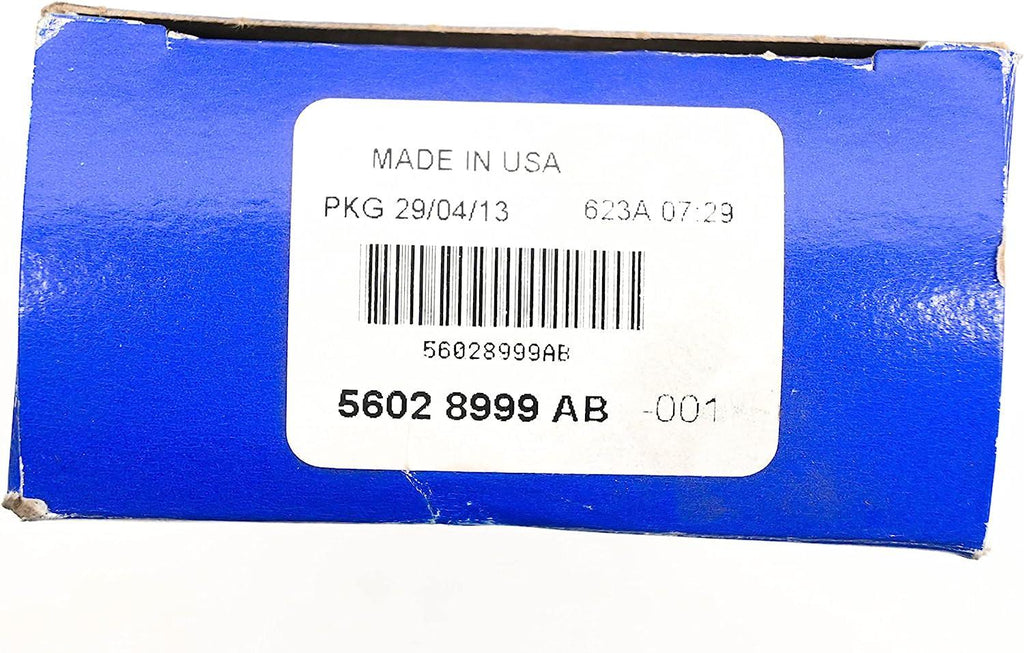 MADE IN USA
PKG 29/04/13 623A 07:29
56028999AB
5602 8999 AB -001